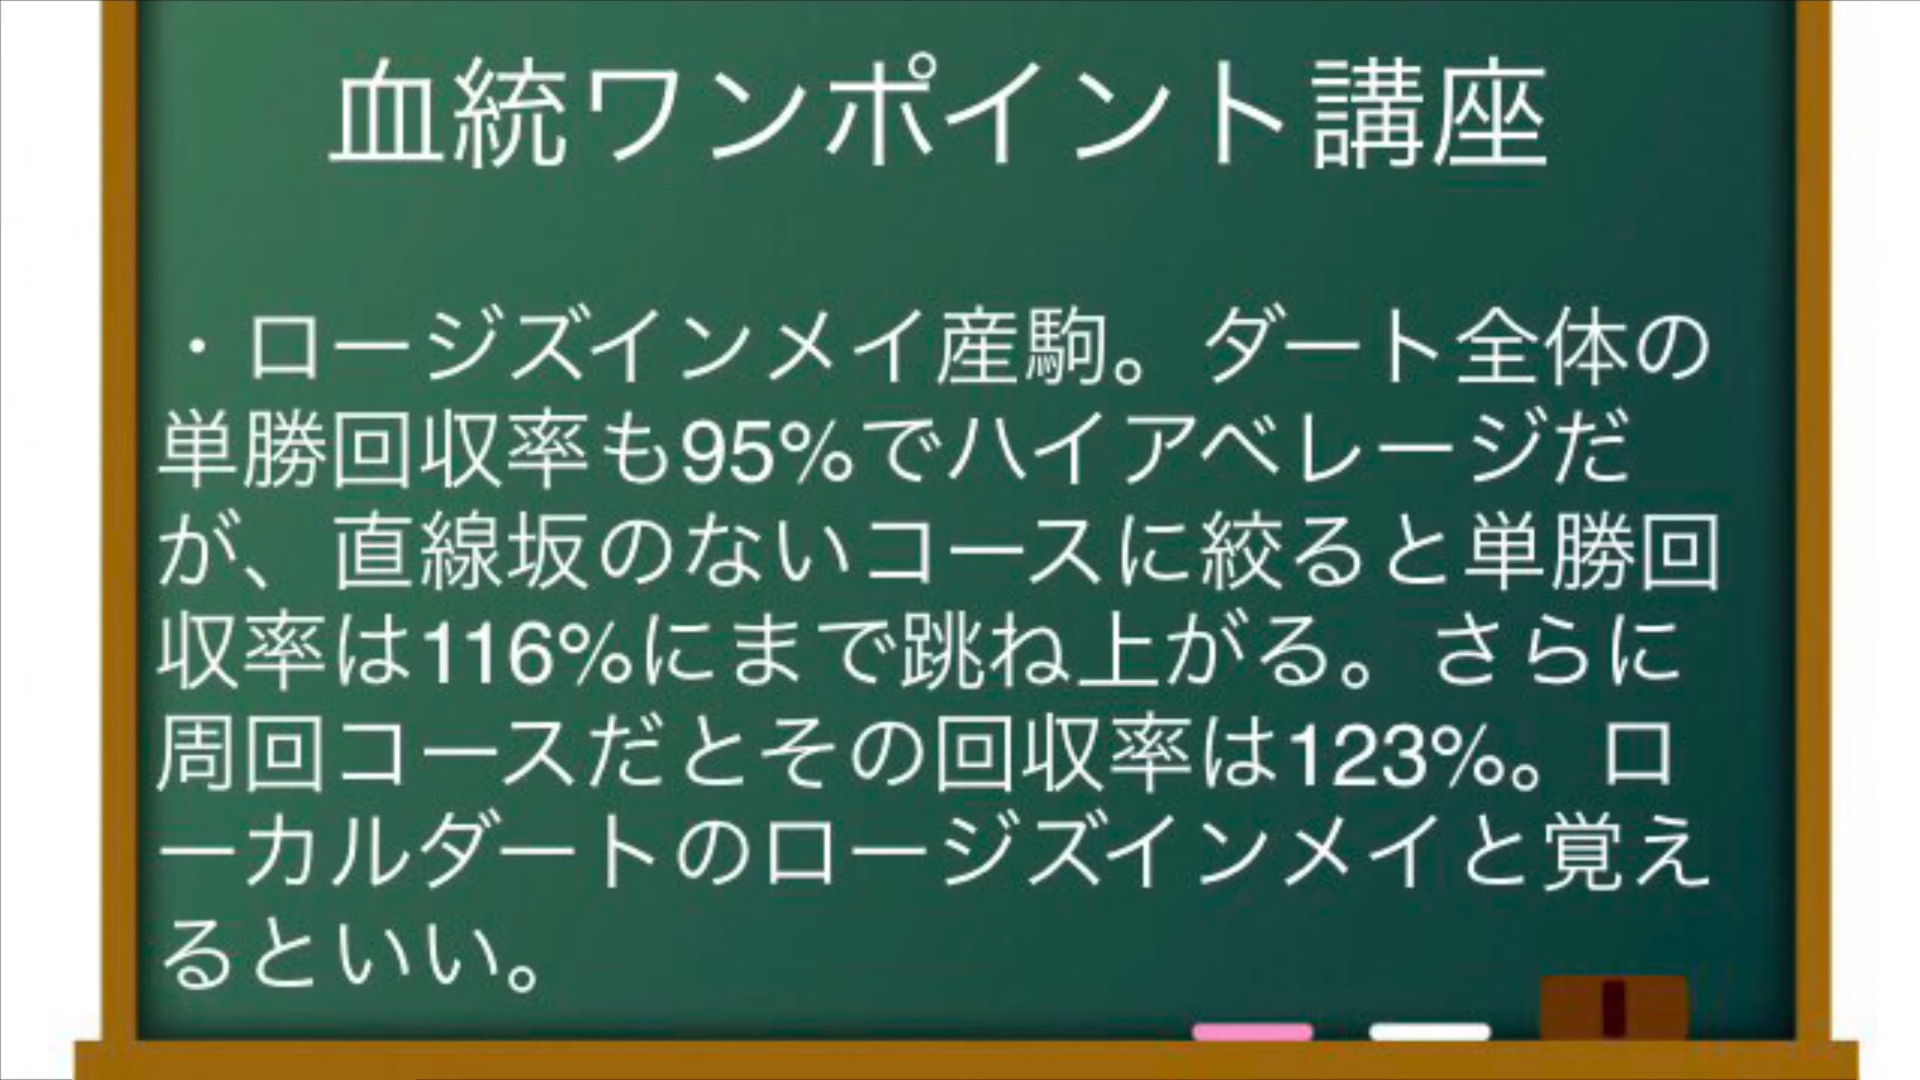 血統ワンポイント講座
・ロージズインメイ産駒。ダート全体の
単勝回収率も95%でハイアベレージだ
が、直線坂のないコースに絞ると単勝回
収率は116%にまで跳ね上がる。さらに
周回コースだとその回収率は123%。ロ
ーカルダートのロージズインメイと覚え
るといい。